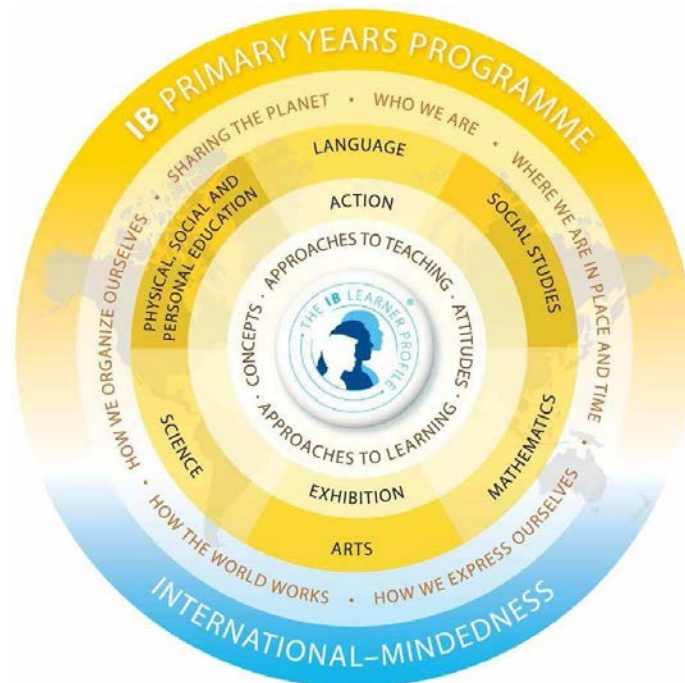 IB PRIMARY YEARS PROGRAMME
SHARING THE PLANET • WHO WE ARE • WHERE WE ARE IN PLACE AND TIME • HOW WE EXPRESS OURSELVES • HOW THE WORLD WORKS • HOW WE ORGANIZE OURSELVES •
LANGUAGE
SOCIAL STUDIES
MATHEMATICS
ARTS
SCIENCE
PHYSICAL, SOCIAL AND
PERSONAL EDUCATION
ACTION
EXHIBITION
APPROACHES TO TEACHING · ATTITUDES · APPROACHES TO LEARNING · CONCEPTS ·
THE IB LEARNER PROFILE ®
INTERNATIONAL–MINDEDNESS